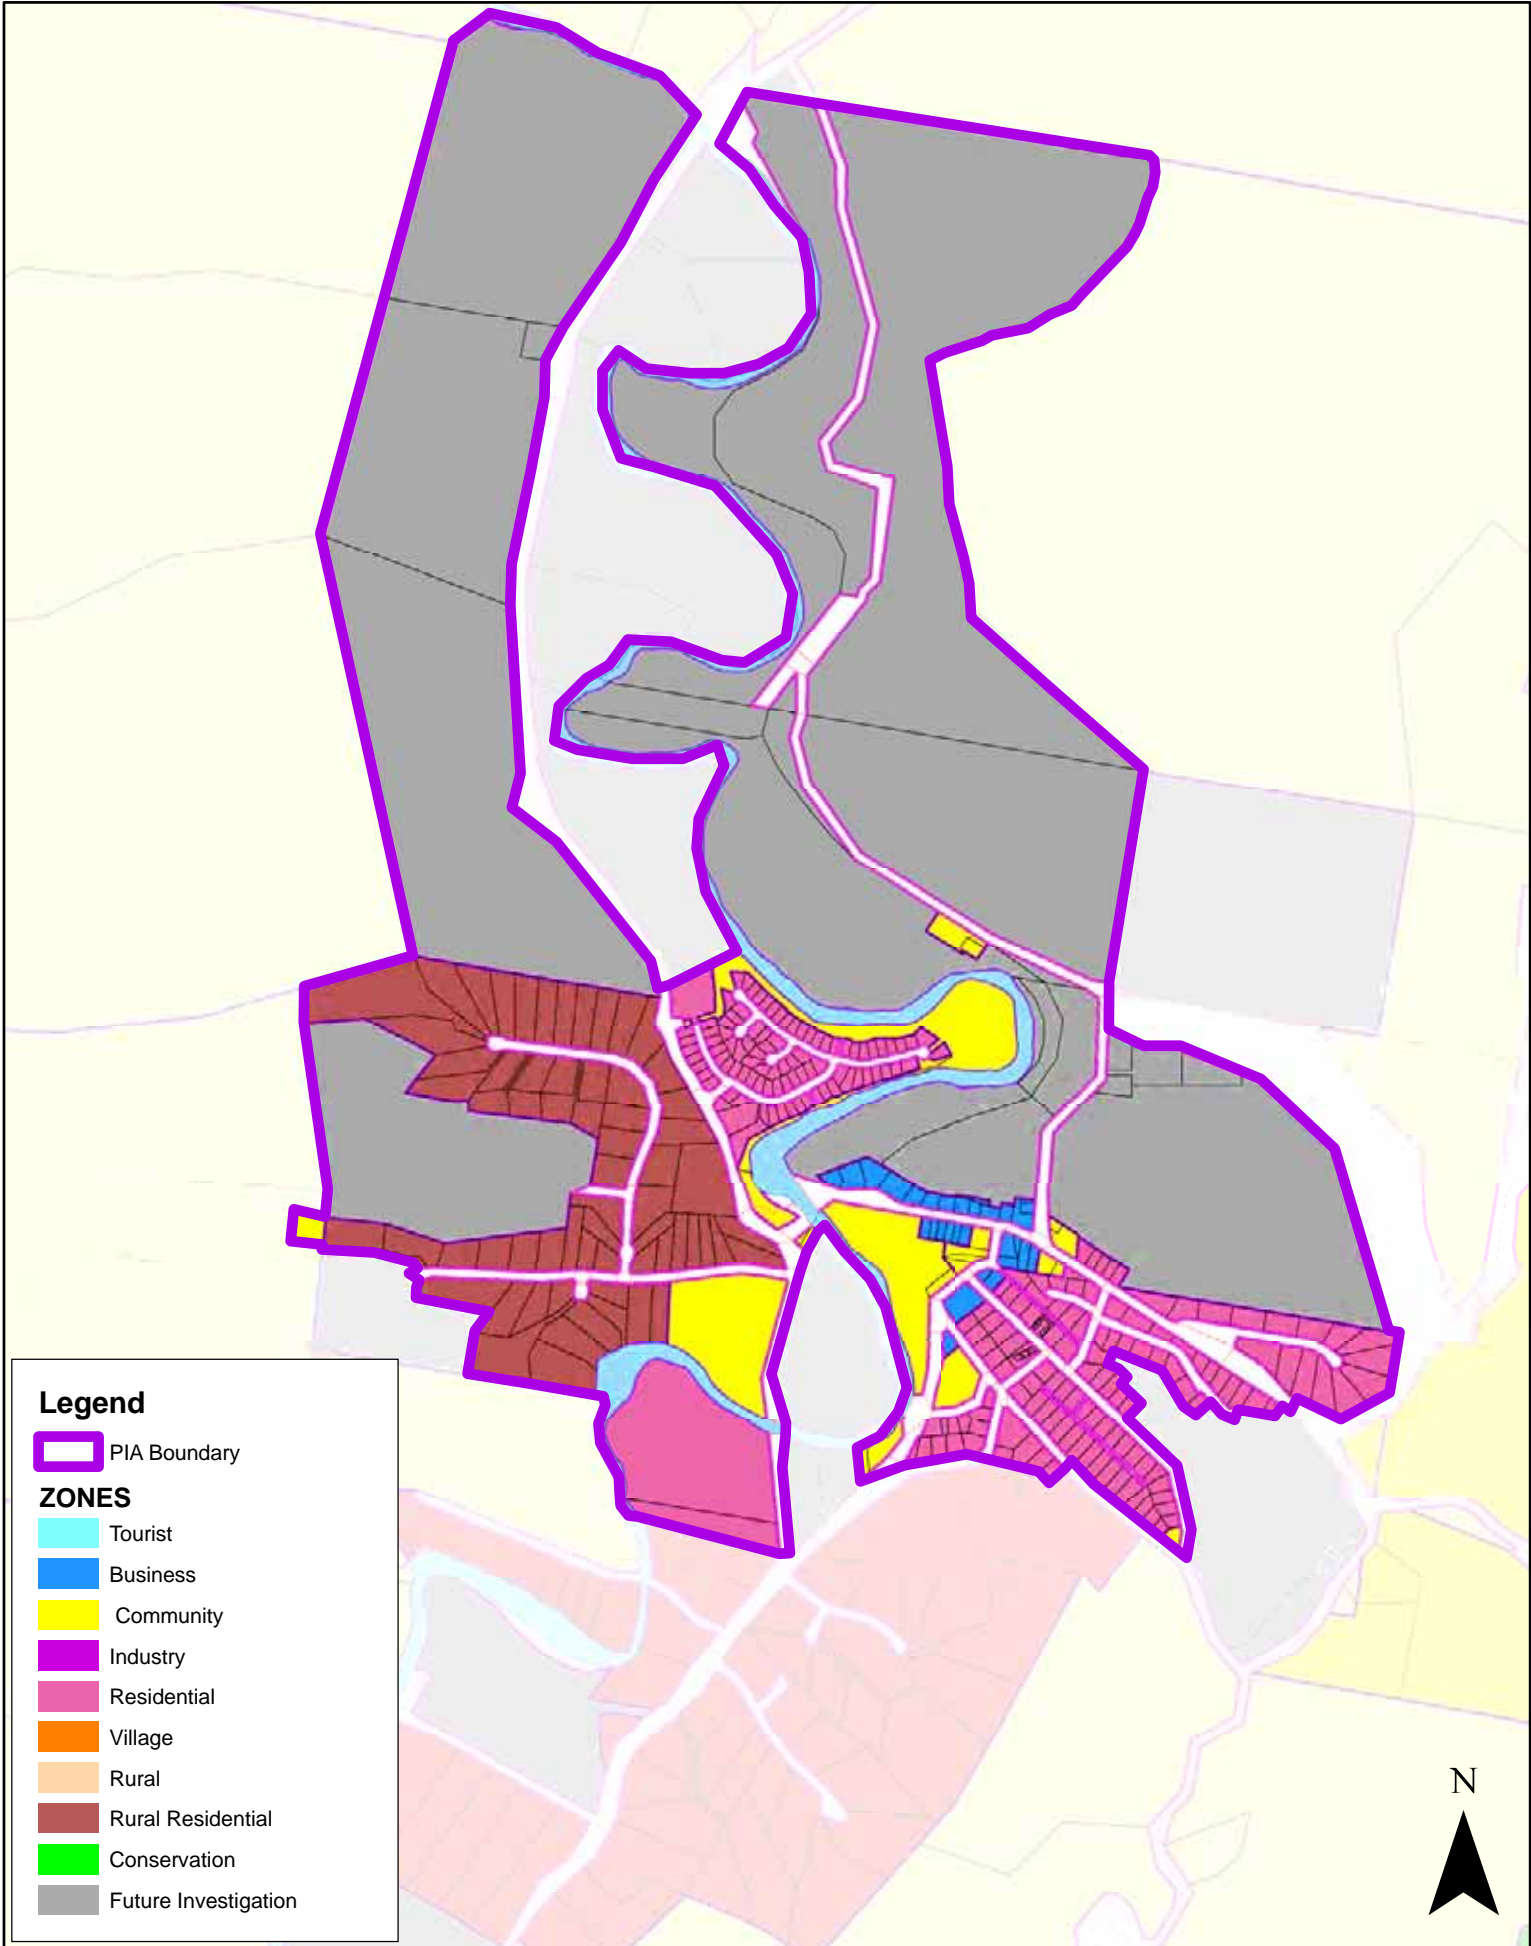 Legend
PIA Boundary
ZONES
Tourist
Business
Community
Industry
Residential
Village
Rural
Rural Residential
Conservation
Future Investigation
N